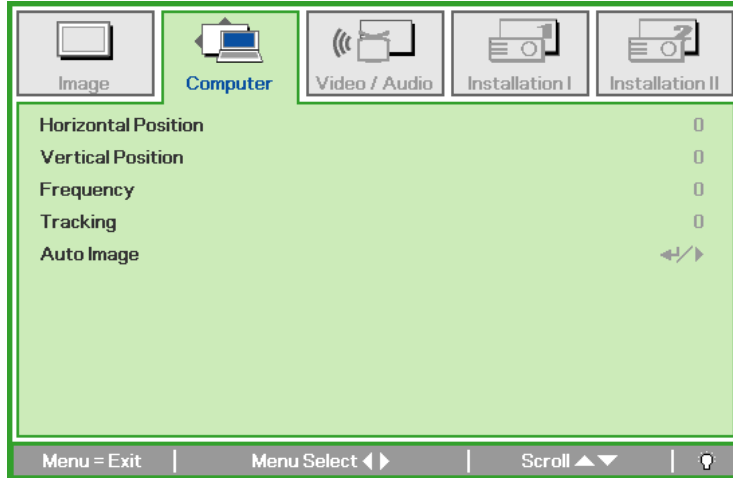 Image Computer Video / Audio Installation I Installation II
Horizontal Position 0
Vertical Position 0
Frequency 0
Tracking 0
Auto Image
Menu = Exit Menu Select Scroll